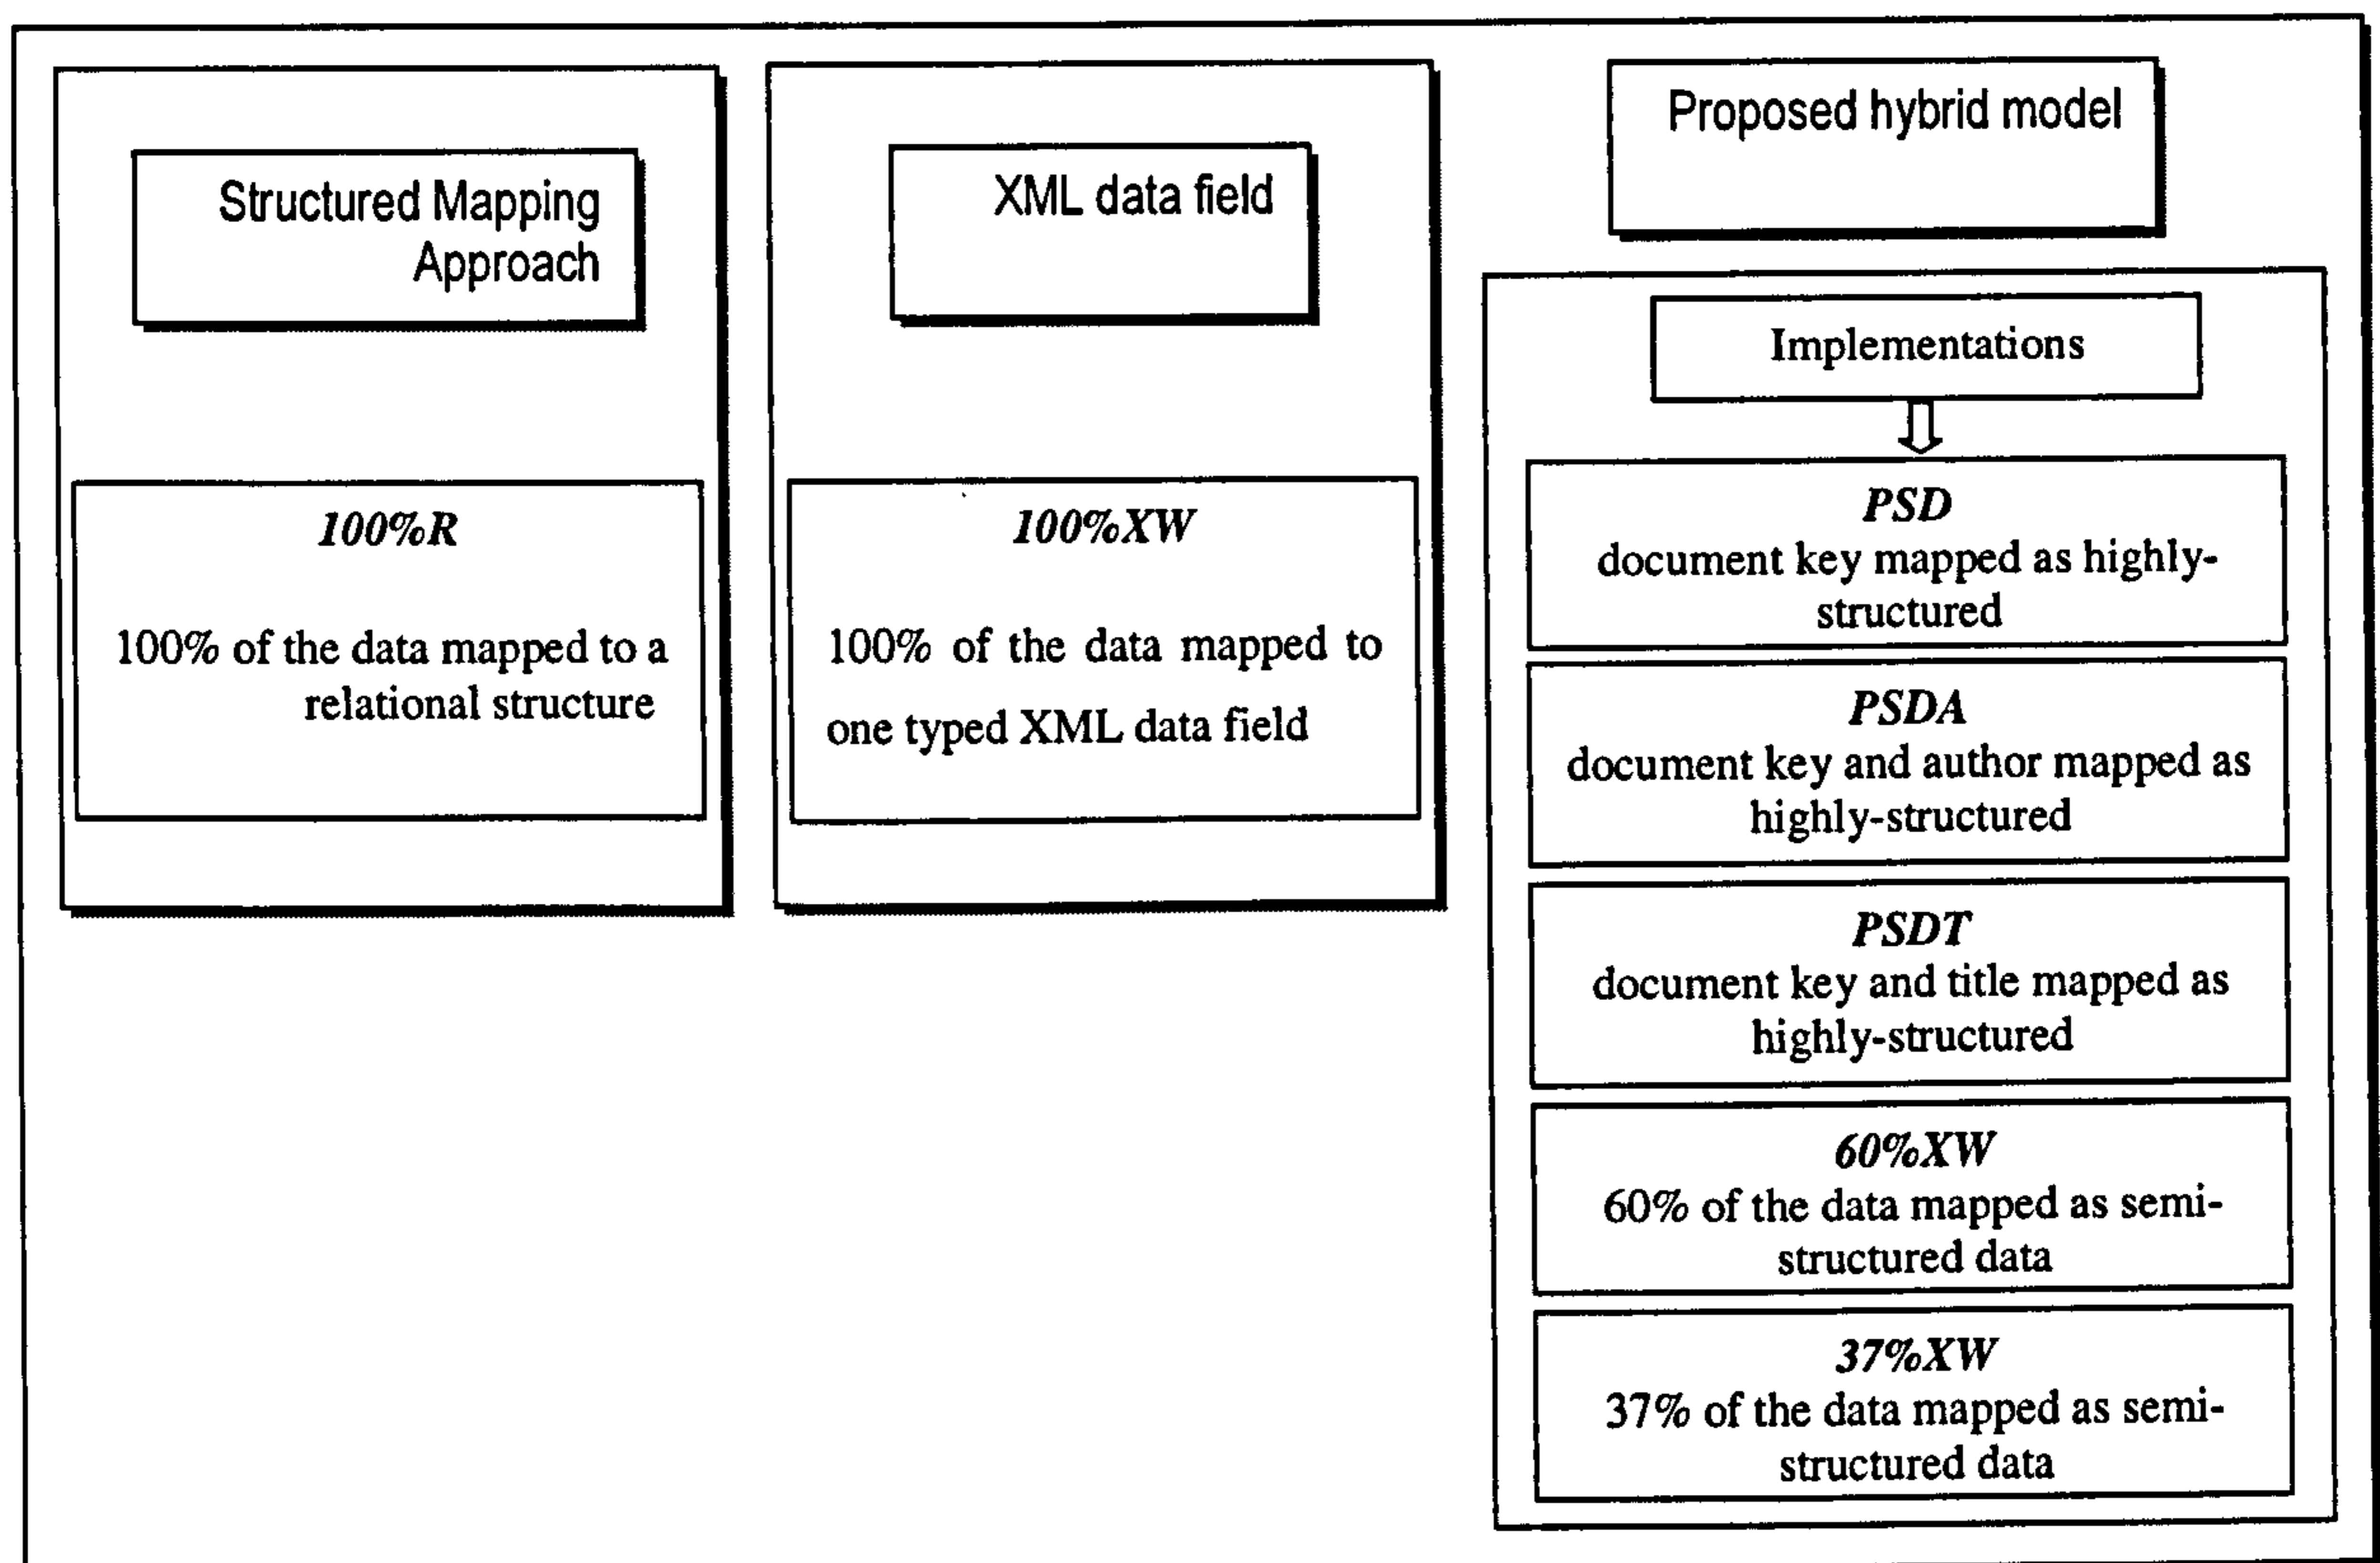 Structured Mapping
Approach
100%R
100% of the data mapped to a
relational structure
XML data field
100%XW
100% of the data mapped to
one typed XML data field
Proposed hybrid model
Implementations
PSD
document key mapped as highly-
structured
PSDA
document key and author mapped as
highly-structured
PSDT
document key and title mapped as
highly-structured
60%XW
60% of the data mapped as semi-
structured data
37%XW
37% of the data mapped as semi-
structured data